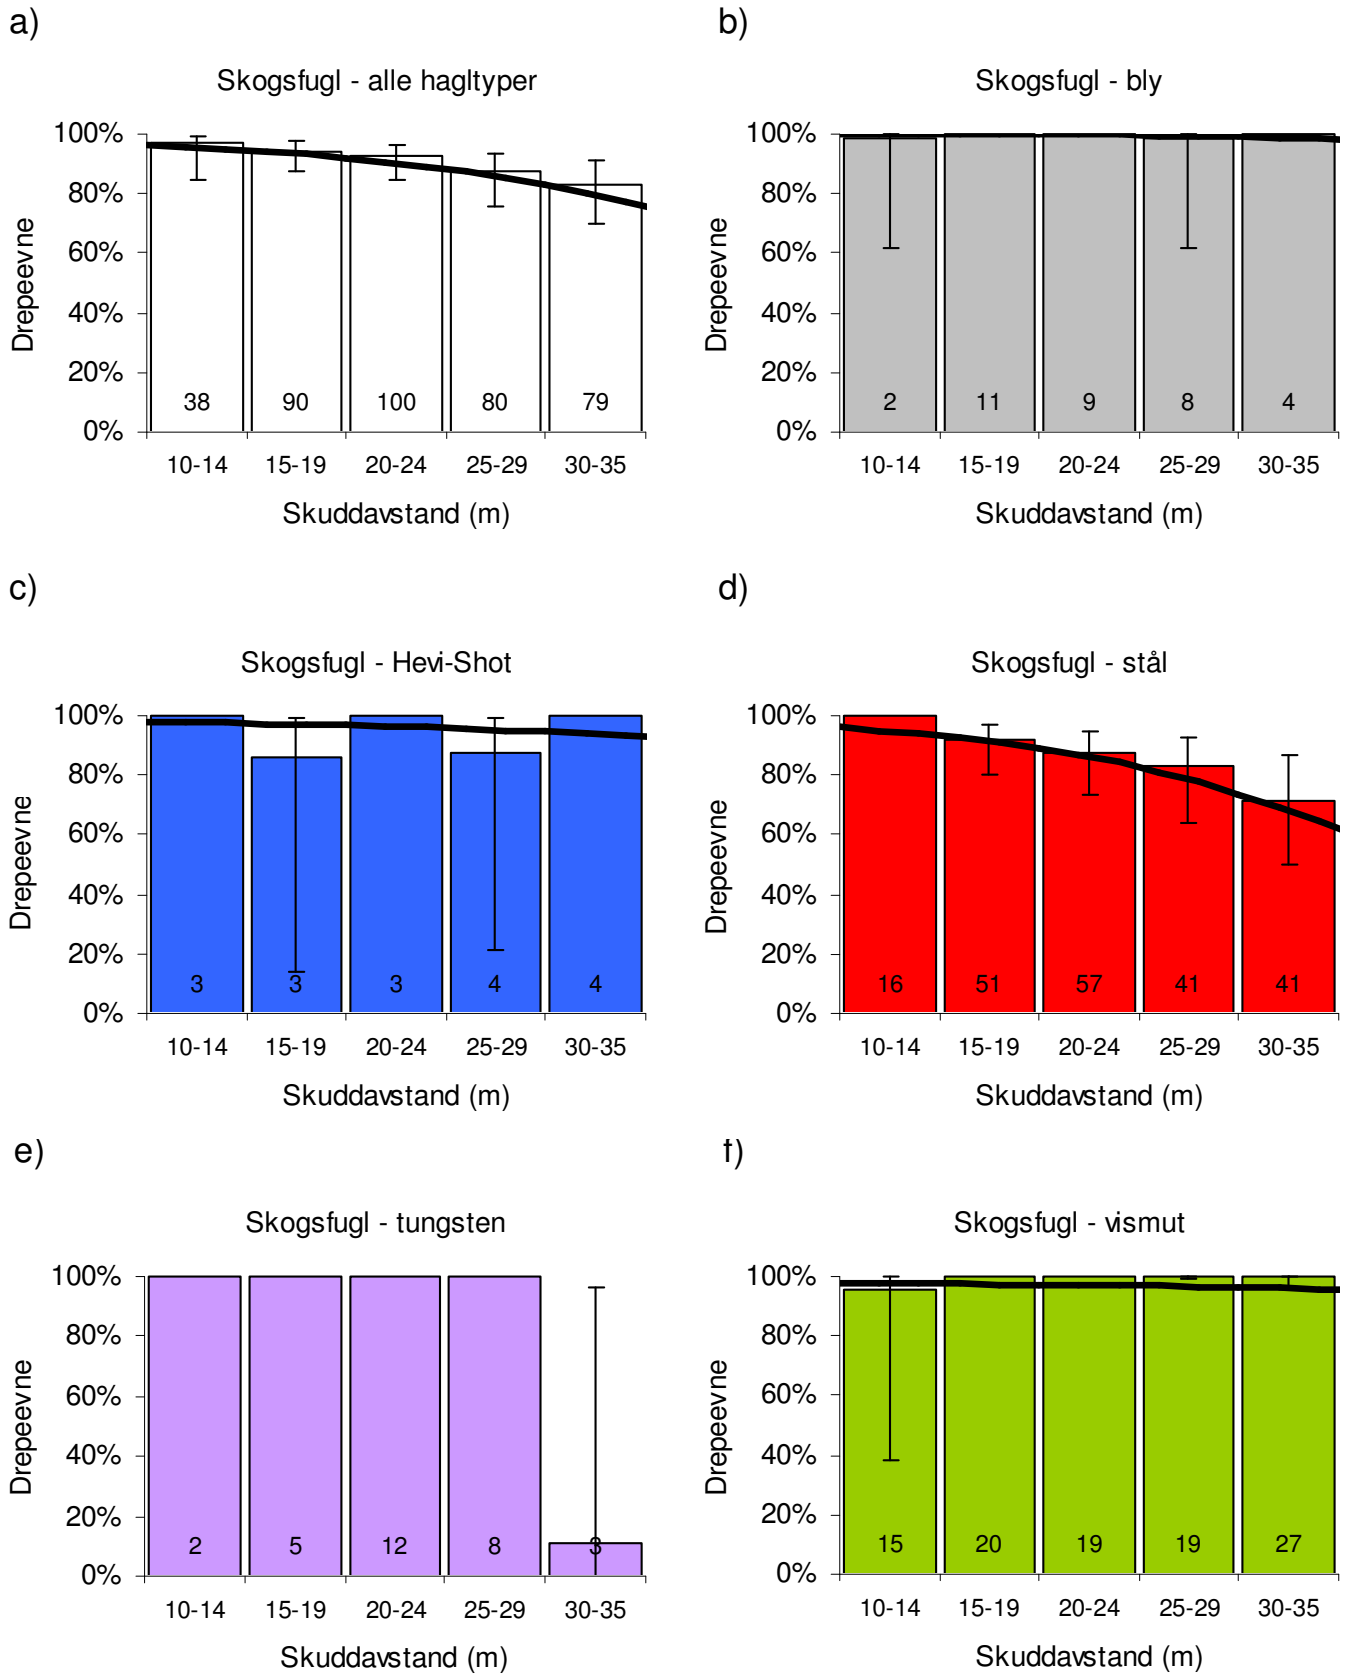 a)
Skogsfugl - alle hagltyper
100%
80%
60%
40%
20%
0%
Drepeevne
38 90 100 80 79
10-14 15-19 20-24 25-29 30-35
Skuddavstand (m)
b)
Skogsfugl - bly
100%
80%
60%
40%
20%
0%
Drepeevne
2 11 9 8 4
10-14 15-19 20-24 25-29 30-35
Skuddavstand (m)
c)
Skogsfugl - Hevi-Shot
100%
80%
60%
40%
20%
0%
Drepeevne
3 3 3 4 4
10-14 15-19 20-24 25-29 30-35
Skuddavstand (m)
d)
Skogsfugl - stål
100%
80%
60%
40%
20%
0%
Drepeevne
16 51 57 41 41
10-14 15-19 20-24 25-29 30-35
Skuddavstand (m)
e)
Skogsfugl - tungsten
100%
80%
60%
40%
20%
0%
Drepeevne
2 5 12 8 3
10-14 15-19 20-24 25-29 30-35
Skuddavstand (m)
f)
Skogsfugl - vismut
100%
80%
60%
40%
20%
0%
Drepeevne
15 20 19 19 27
10-14 15-19 20-24 25-29 30-35
Skuddavstand (m)